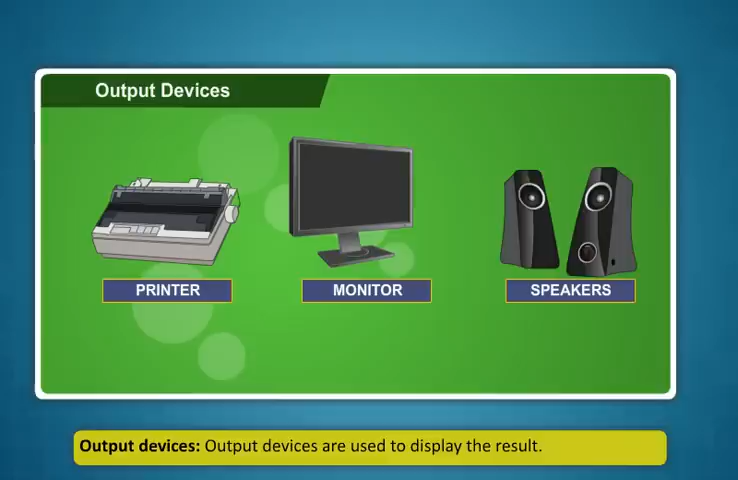 Output Devices
PRINTER
MONITOR
SPEAKERS
Output devices: Output devices are used to display the result.